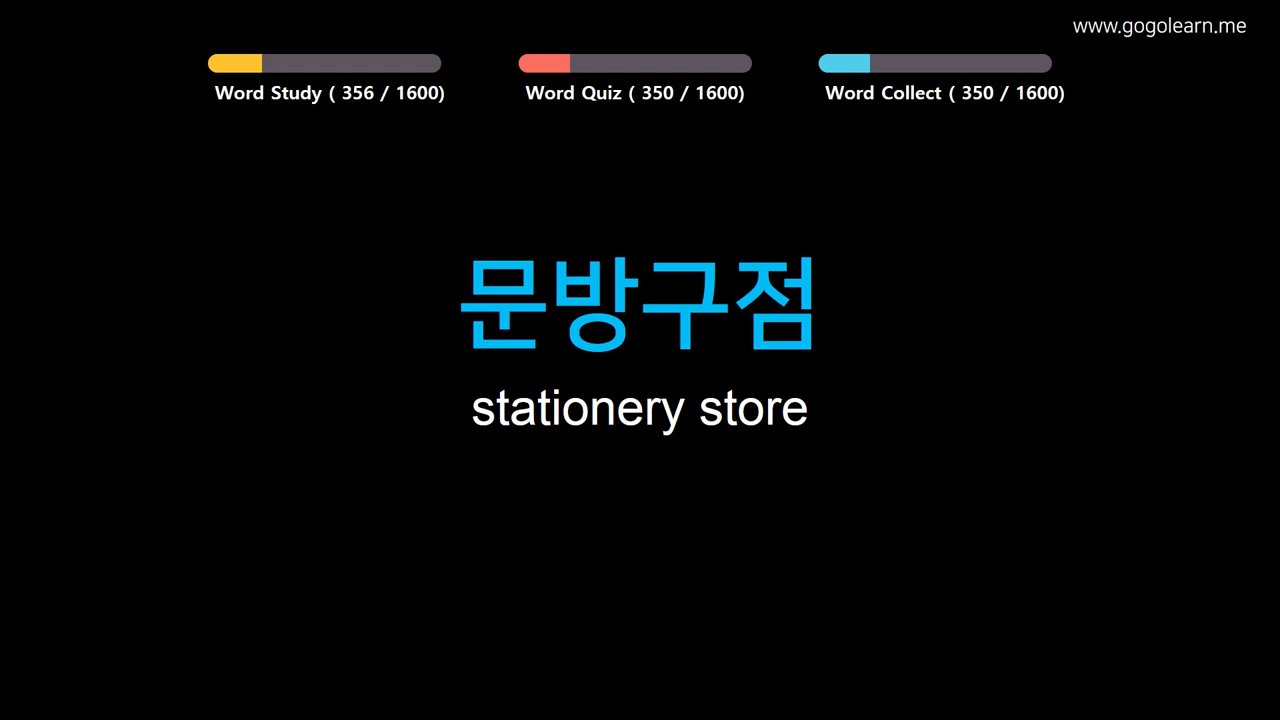 www.gogolearn.me
Word Study ( 356 / 1600)
Word Quiz ( 350 / 1600)
Word Collect ( 350 / 1600)
문방구점
stationery store